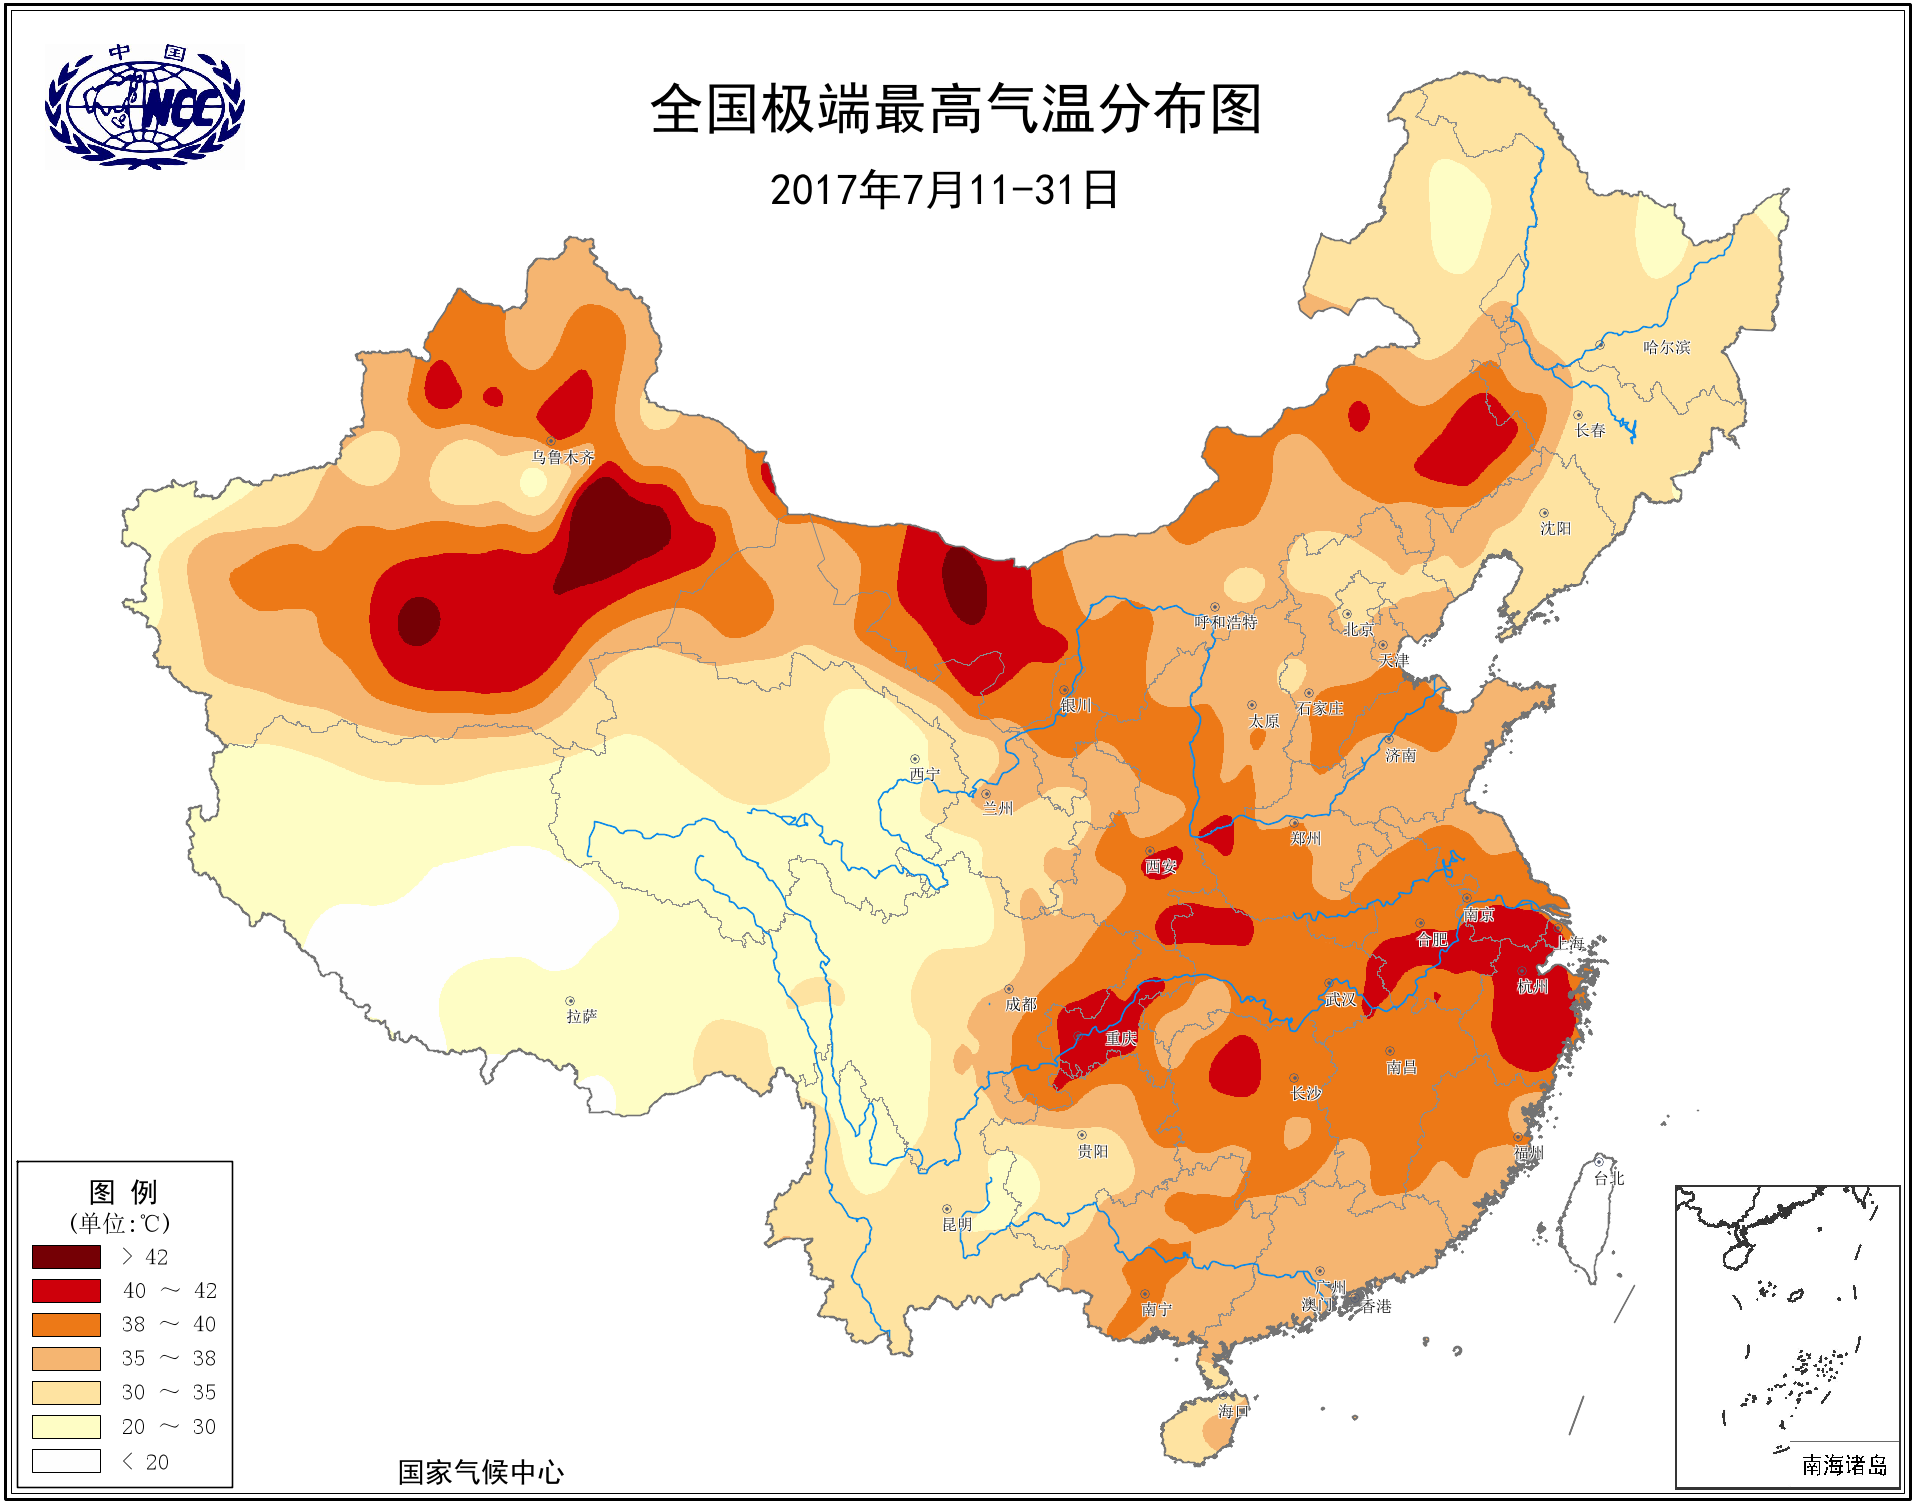 中 国
NCC
全国极端最高气温分布图
2017年7月11-31日
哈尔滨
长春
乌鲁木齐
沈阳
呼和浩特
北京
天津
银川
石家庄
太原
济南
西宁
兰州
郑州
西安
南京
合肥
上海
杭州
武汉
成都
拉萨
重庆
南昌
长沙
贵阳
福州
台北
昆明
广州
南宁
澳门
香港
海口
图 例
(单位:℃)
> 42
40 ~ 42
38 ~ 40
35 ~ 38
30 ~ 35
20 ~ 30
< 20
国家气候中心
南海诸岛